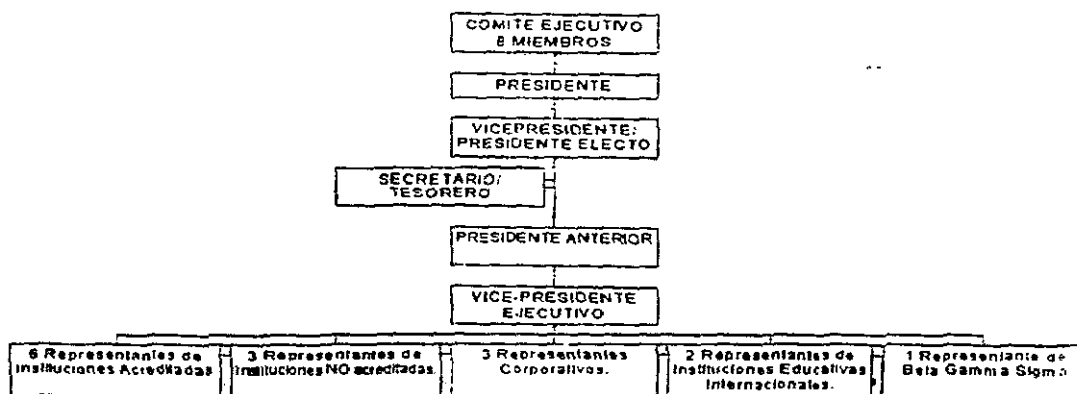 COMITE EJECUTIVO
8 MIEMBROS
PRESIDENTE
VICEPRESIDENTE/
PRESIDENTE ELECTO
SECRETARIO/
TESORERO
PRESIDENTE ANTERIOR
VICE-PRESIDENTE
EJECUTIVO
6 Representantes de
Instituciones Acreditadas
3 Representantes de
Instituciones NO acreditadas.
3 Representantes
Corporativos.
2 Representantes de
Instituciones Educativas
Internacionales.
1 Representante de
Beta Gamma Sigma